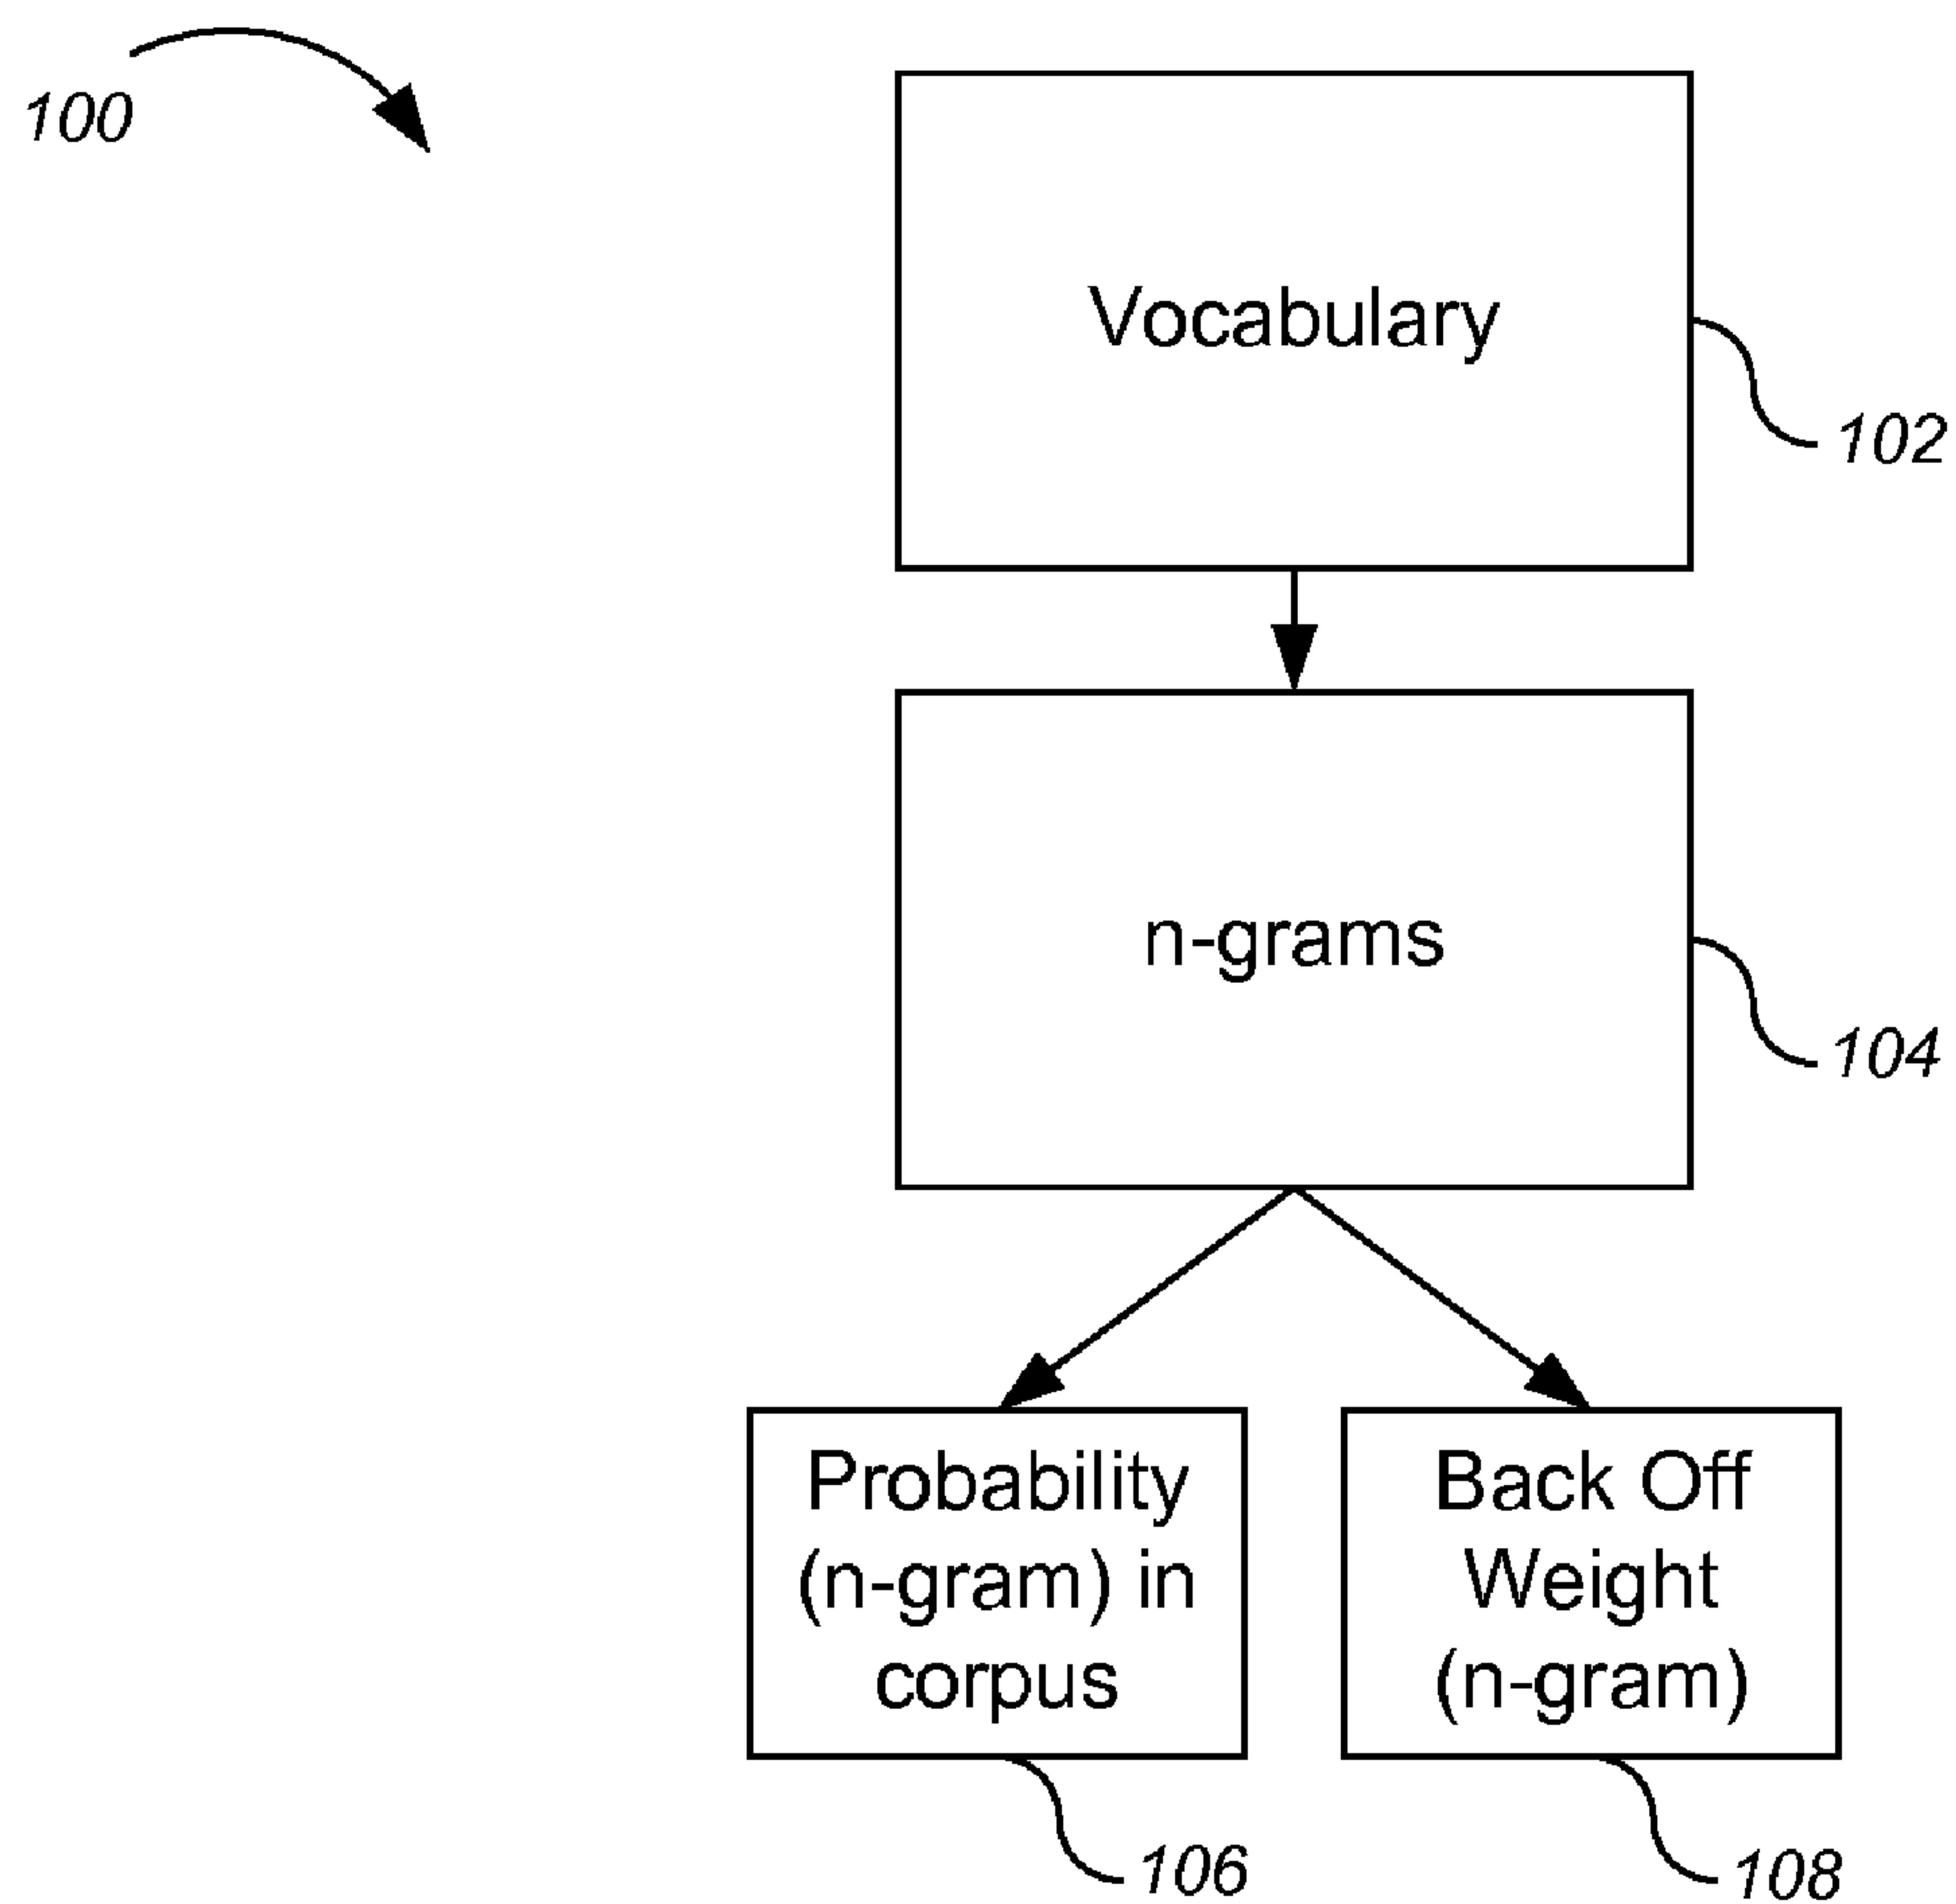 100
Vocabulary
102
n-grams
104
Probability
(n-gram) in
corpus
106
Back Off
Weight
(n-gram)
108